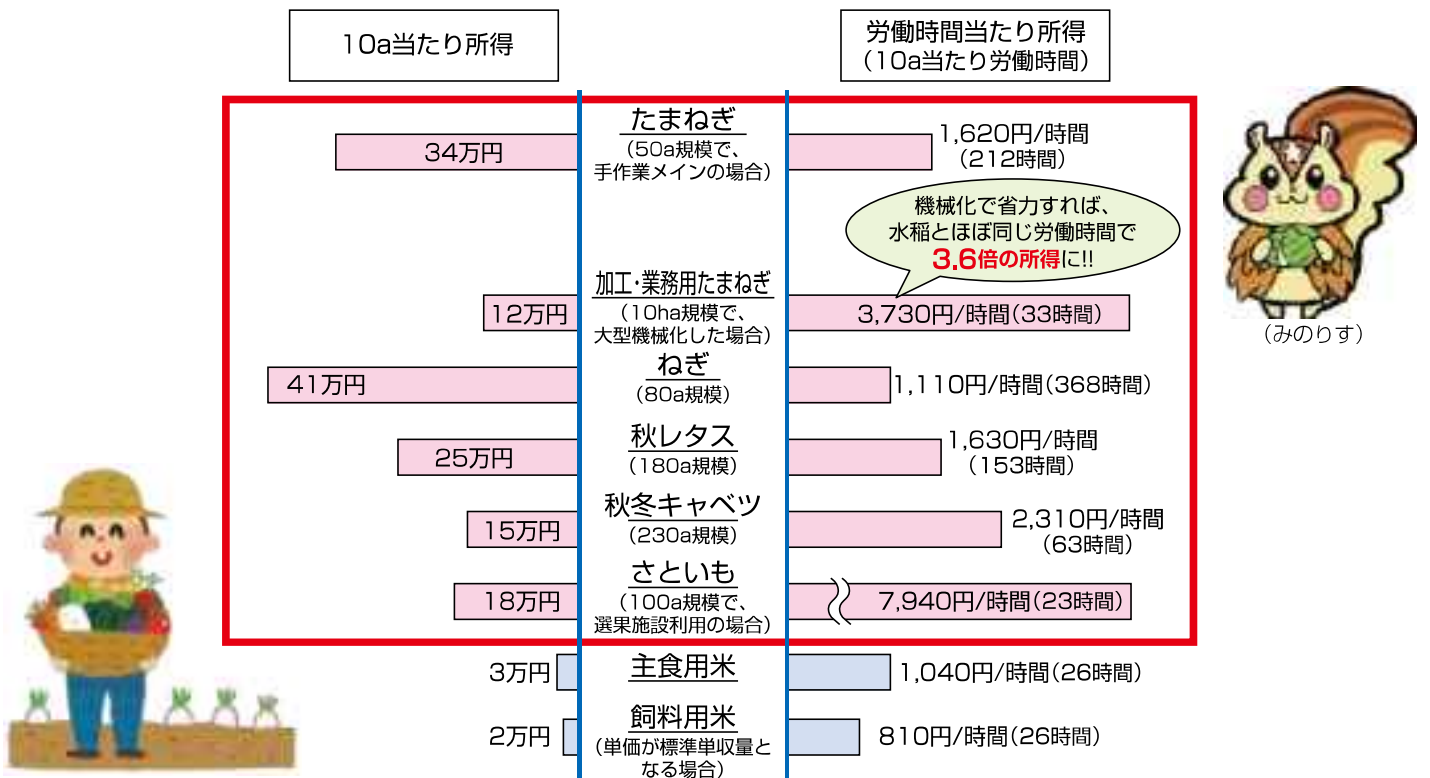 10a当たり所得
労働時間当たり所得
（10a当たり労働時間）
たまねぎ
（50a規模で、
手作業メインの場合）
34万円
1,620円/時間
（212時間）
機械化で省力すれば、
水稲とほぼ同じ労働時間で
3.6倍の所得に!!
加工・業務用たまねぎ
（10ha規模で、
大型機械化した場合）
12万円
3,730円/時間（33時間）
（みのりす）
ねぎ
（80a規模）
41万円
1,110円/時間（368時間）
秋レタス
（180a規模）
25万円
1,630円/時間
（153時間）
秋冬キャベツ
（230a規模）
15万円
2,310円/時間
（63時間）
さといも
（100a規模で、
選果施設利用の場合）
18万円
7,940円/時間（23時間）
主食用米
3万円
1,040円/時間（26時間）
飼料用米
（単価が標準単収量と
なる場合）
2万円
810円/時間（26時間）